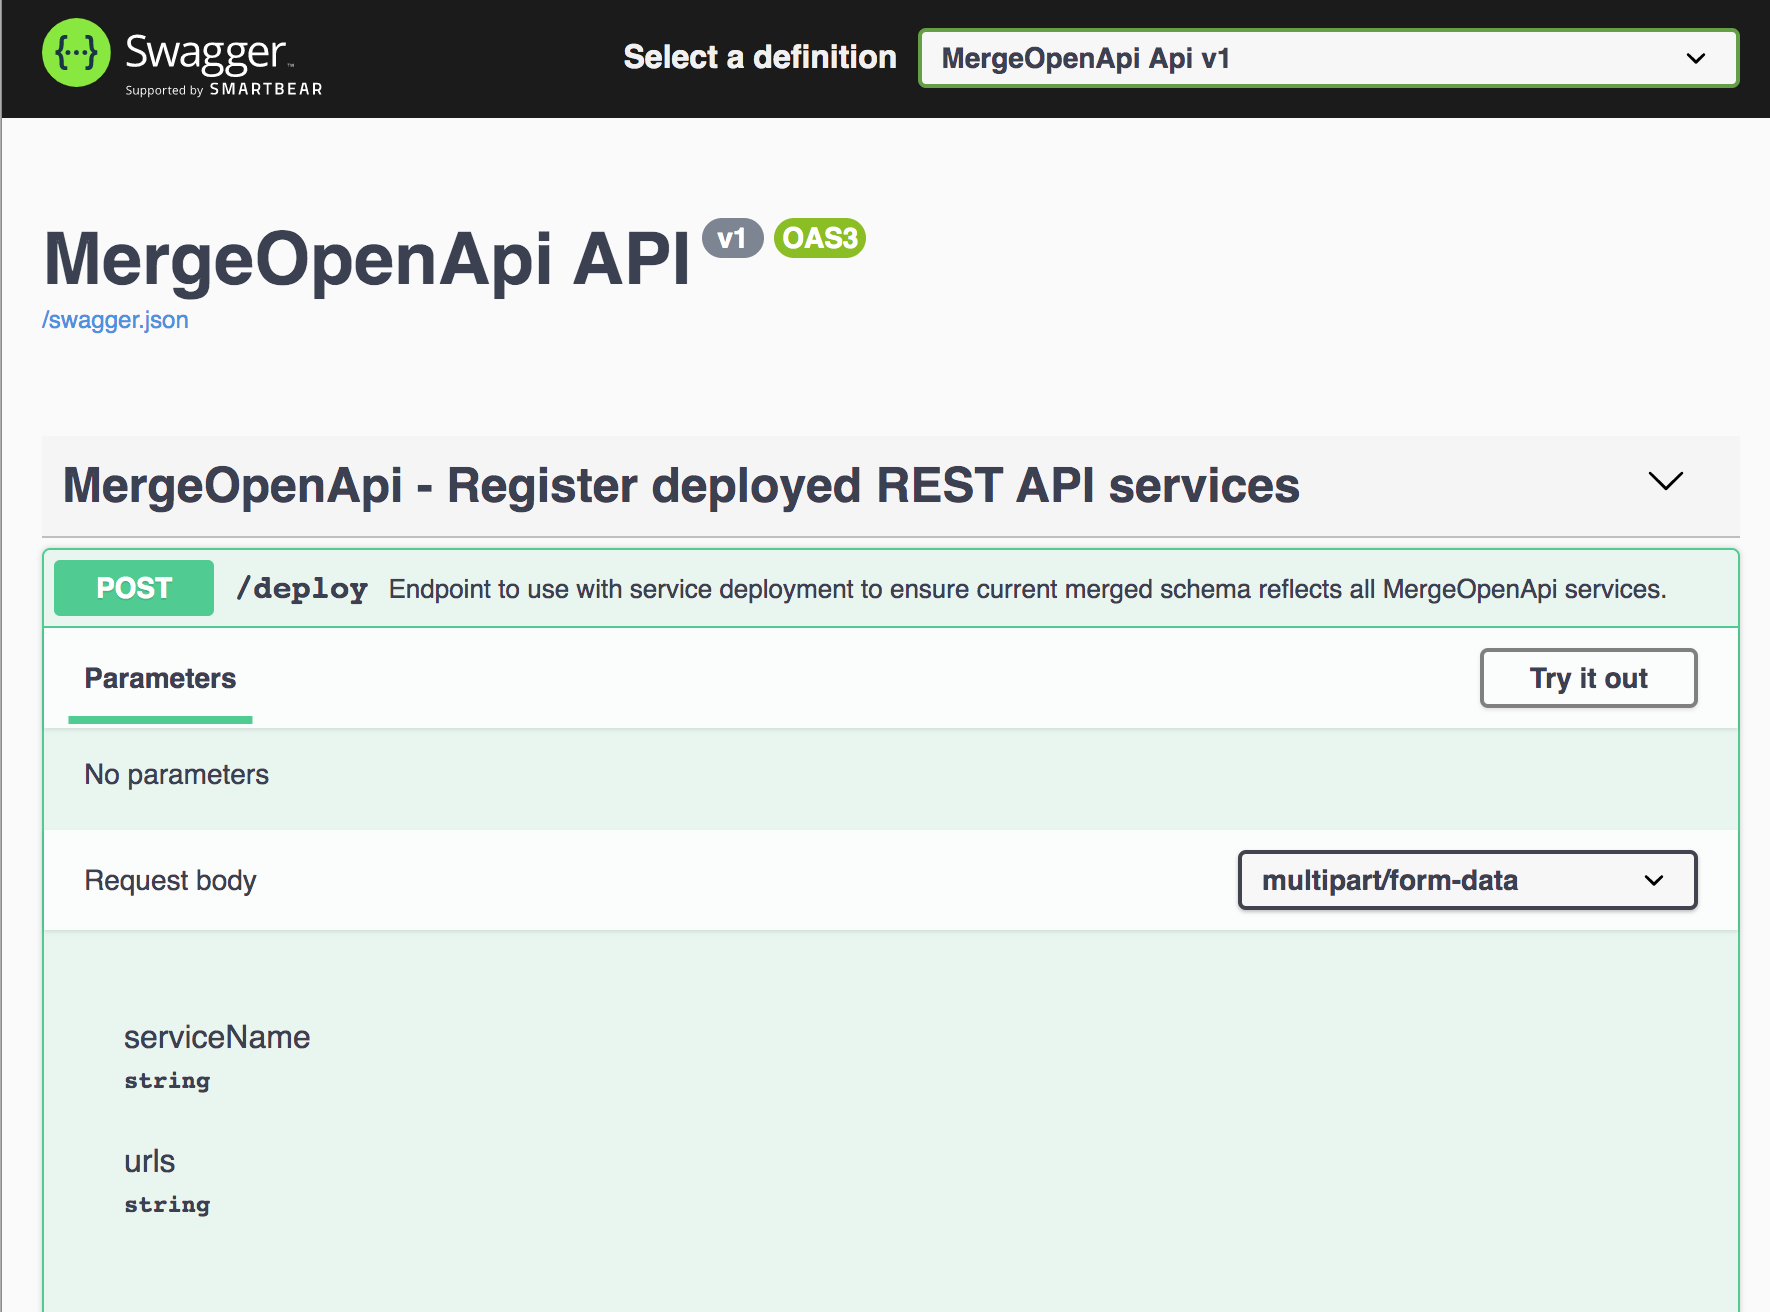 {···} Swagger™
Supported by SMARTBEAR
Select a definition
MergeOpenApi Api v1
MergeOpenApi API v1 OAS3
/swagger.json
MergeOpenApi - Register deployed REST API services
POST /deploy Endpoint to use with service deployment to ensure current merged schema reflects all MergeOpenApi services.
Parameters
Try it out
No parameters
Request body
multipart/form-data
serviceName
string
urls
string